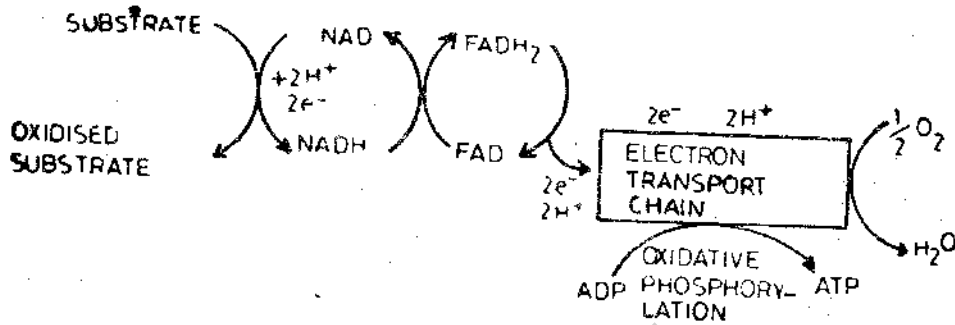 SUBSTRATE
NAD
FADH2
+2H+
2e-
NADH
FAD
OXIDISED
SUBSTRATE
2e-
2H+
2e- 2H+
ELECTRON
TRANSPORT
CHAIN
1/2 O2
H2O
ADP
OXIDATIVE
PHOSPHORY-
LATION
ATP